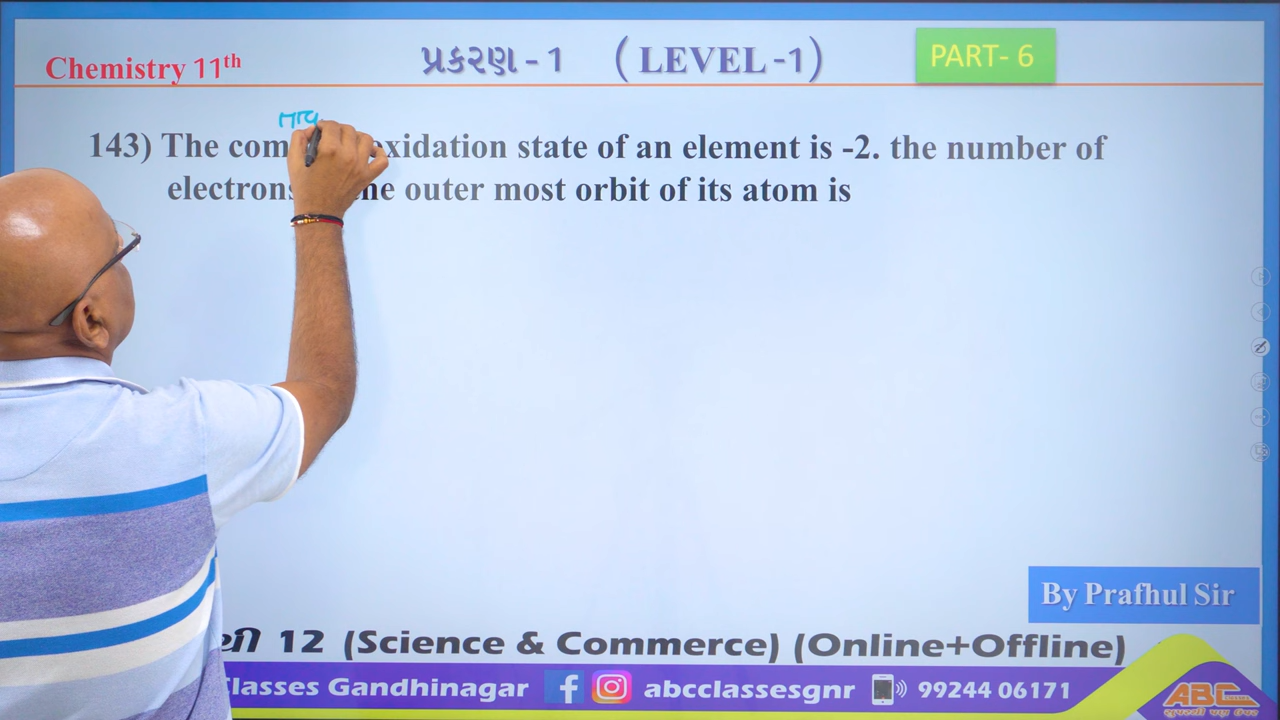 Chemistry 11th
પ્રકરણ - 1 ( LEVEL -1)
PART- 6
143) The com xidation state of an element is -2. the number of
electrons he outer most orbit of its atom is
By Prafhul Sir
થી 12 (Science & Commerce) (Online+Offline)
Classes Gandhinagar abcclassesgnr 99244 06171
ABC